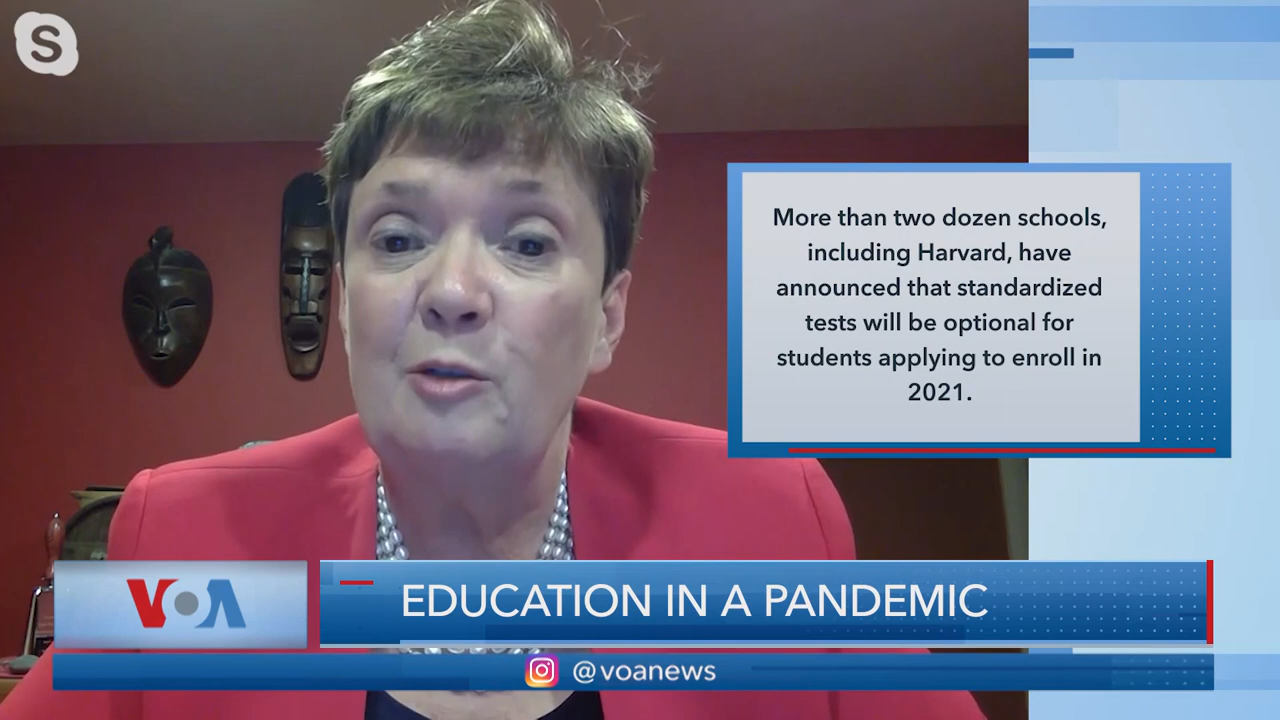 S
More than two dozen schools,
including Harvard, have
announced that standardized
tests will be optional for
students applying to enroll in
2021.
VOA
EDUCATION IN A PANDEMIC
@voanews